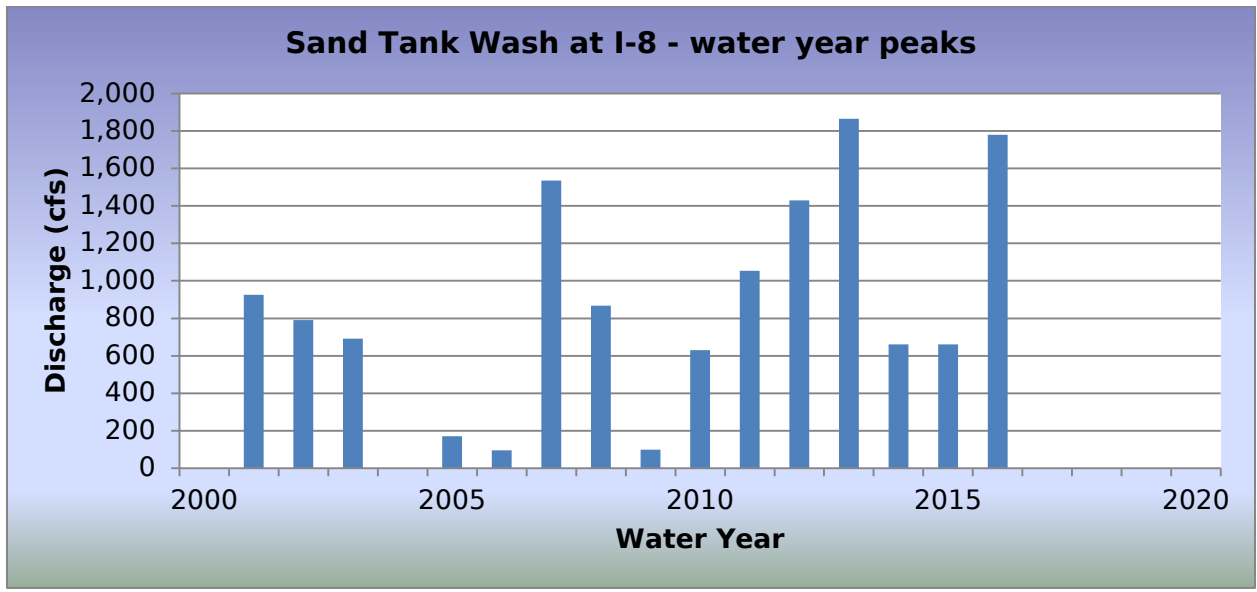 Sand Tank Wash at I-8 - water year peaks
Discharge (cfs)
2,000
1,800
1,600
1,400
1,200
1,000
800
600
400
200
0
2000 2005 2010 2015 2020
Water Year